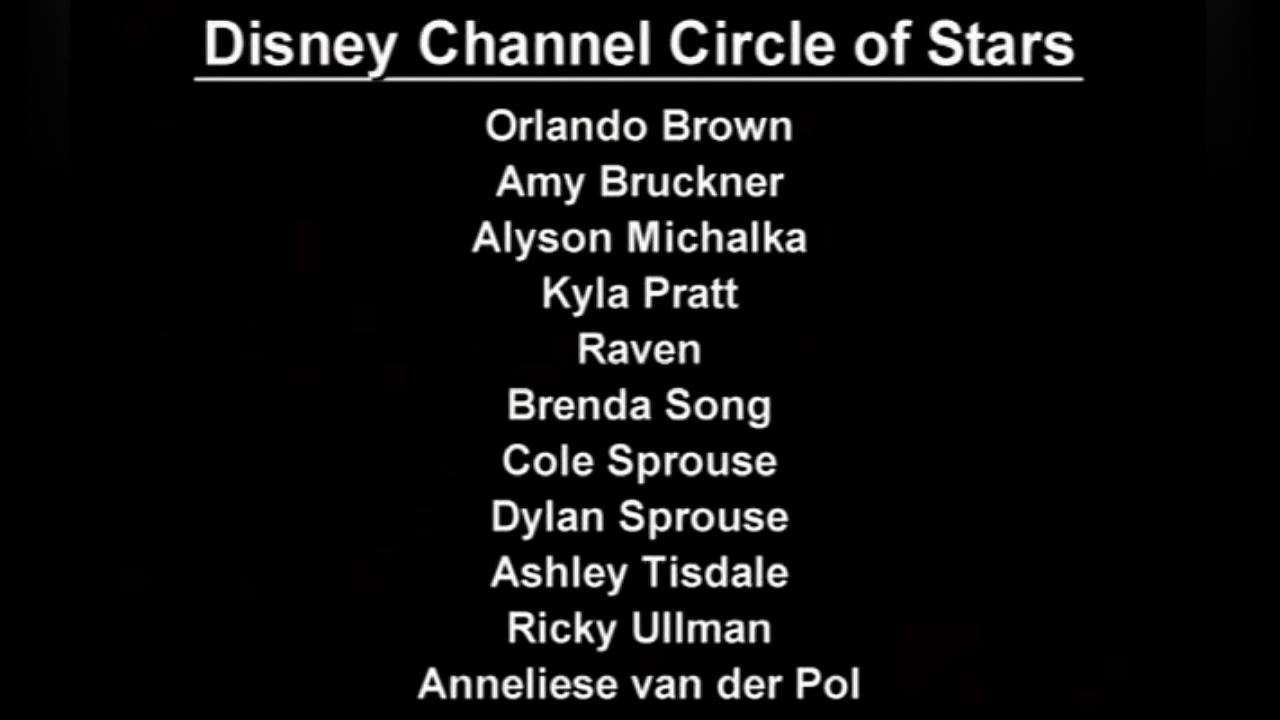 Disney Channel Circle of Stars
Orlando Brown
Amy Bruckner
Alyson Michalka
Kyla Pratt
Raven
Brenda Song
Cole Sprouse
Dylan Sprouse
Ashley Tisdale
Ricky Ullman
Anneliese van der Pol